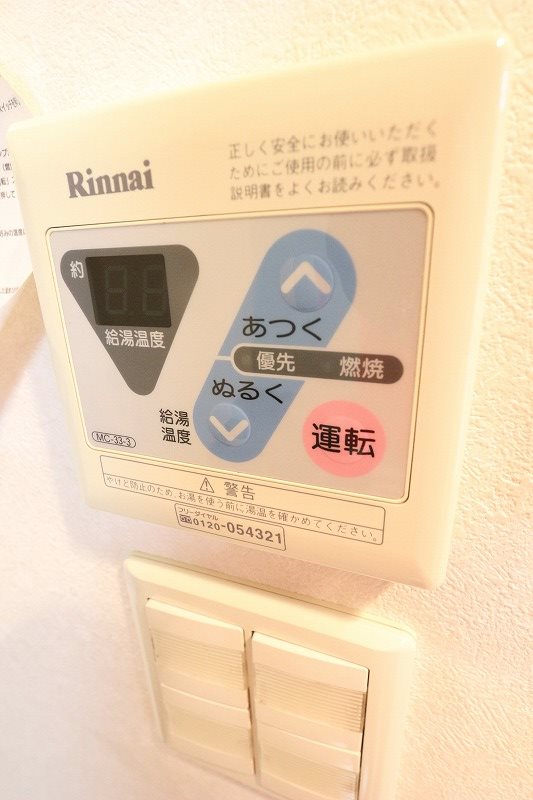 Rinnai
正しく安全にお使いいただく
ためにご使用の前に必ず取扱
説明書をよくお読みください。
約
給湯温度
あつく
優先 燃焼
ぬるく
給湯
温度
運転
MC-33-3
警告
やけど防止のため、お湯を使う前に湯温を確かめてください。
フリーダイヤル
0120-054321